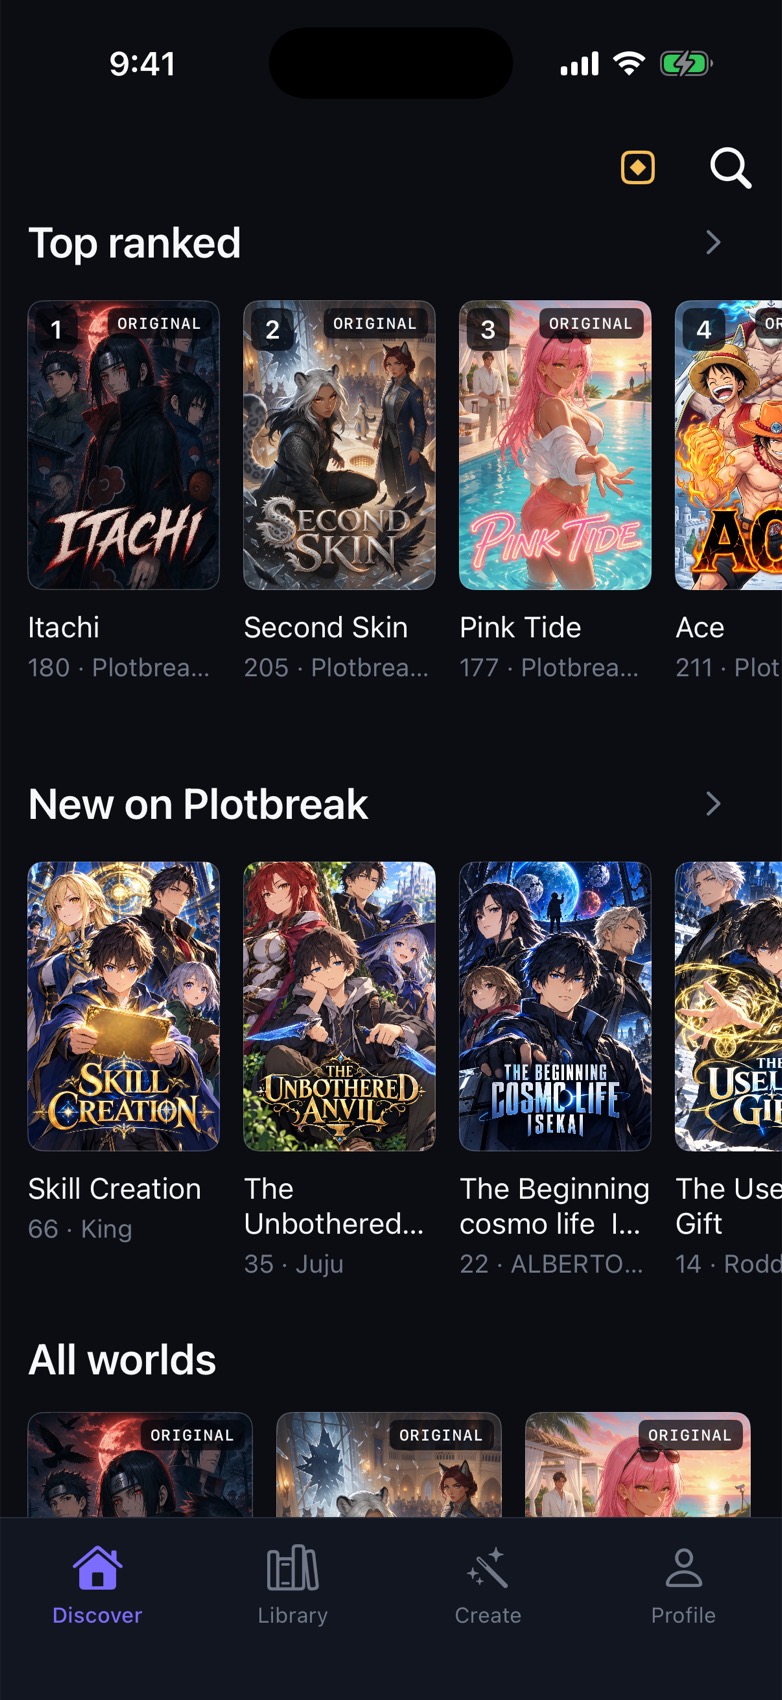 9:41
Top ranked
1 ORIGINAL
2 ORIGINAL
3 ORIGINAL
4
ITACHI
SECOND
SKIN
PINK TIDE
Itachi
Second Skin
Pink Tide
Ace
180 · Plotbrea...
205 · Plotbrea...
177 · Plotbrea...
211 · Plot
New on Plotbreak
SKILL
CREATION
THE
UNBOTHERED
ANVIL
THE BEGINNING
COSMO LIFE
ISEKAI
Skill Creation
66 · King
The
Unbothered...
35 · Juju
The Beginning
cosmo life I...
22 · ALBERTO...
The Use
Gift
14 · Rodd
All worlds
ORIGINAL
ORIGINAL
ORIGINAL
Discover
Library
Create
Profile